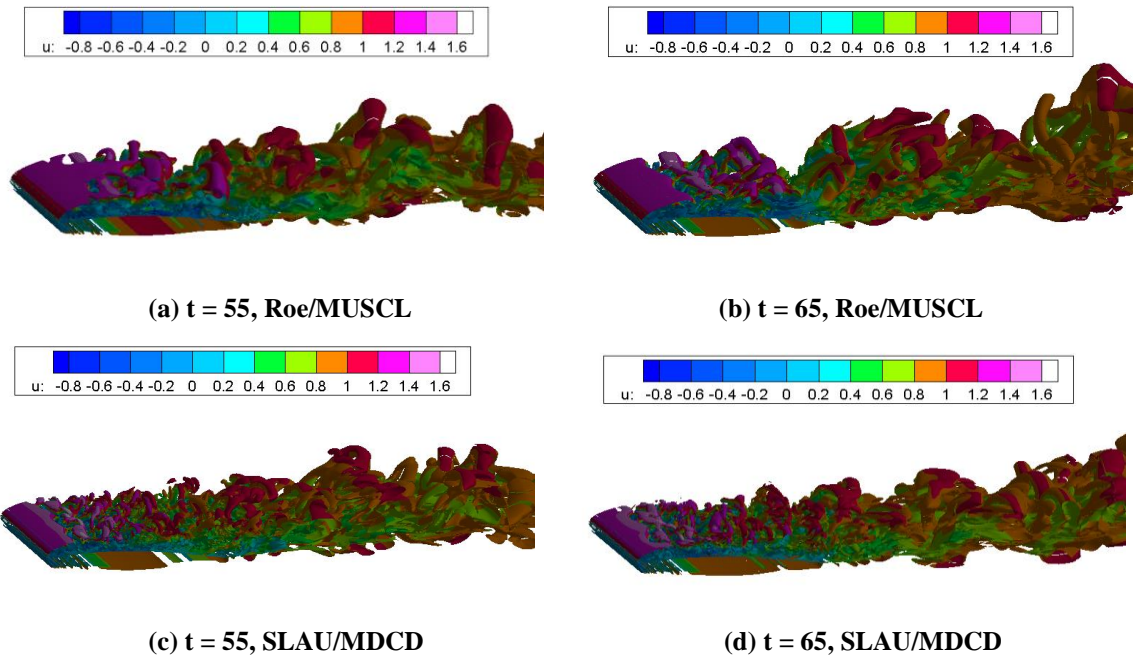 u: -0.8 -0.6 -0.4 -0.2 0 0.2 0.4 0.6 0.8 1 1.2 1.4 1.6
u: -0.8 -0.6 -0.4 -0.2 0 0.2 0.4 0.6 0.8 1 1.2 1.4 1.6
(a) t = 55, Roe/MUSCL
(b) t = 65, Roe/MUSCL
u: -0.8 -0.6 -0.4 -0.2 0 0.2 0.4 0.6 0.8 1 1.2 1.4 1.6
u: -0.8 -0.6 -0.4 -0.2 0 0.2 0.4 0.6 0.8 1 1.2 1.4 1.6
(c) t = 55, SLAU/MDCD
(d) t = 65, SLAU/MDCD